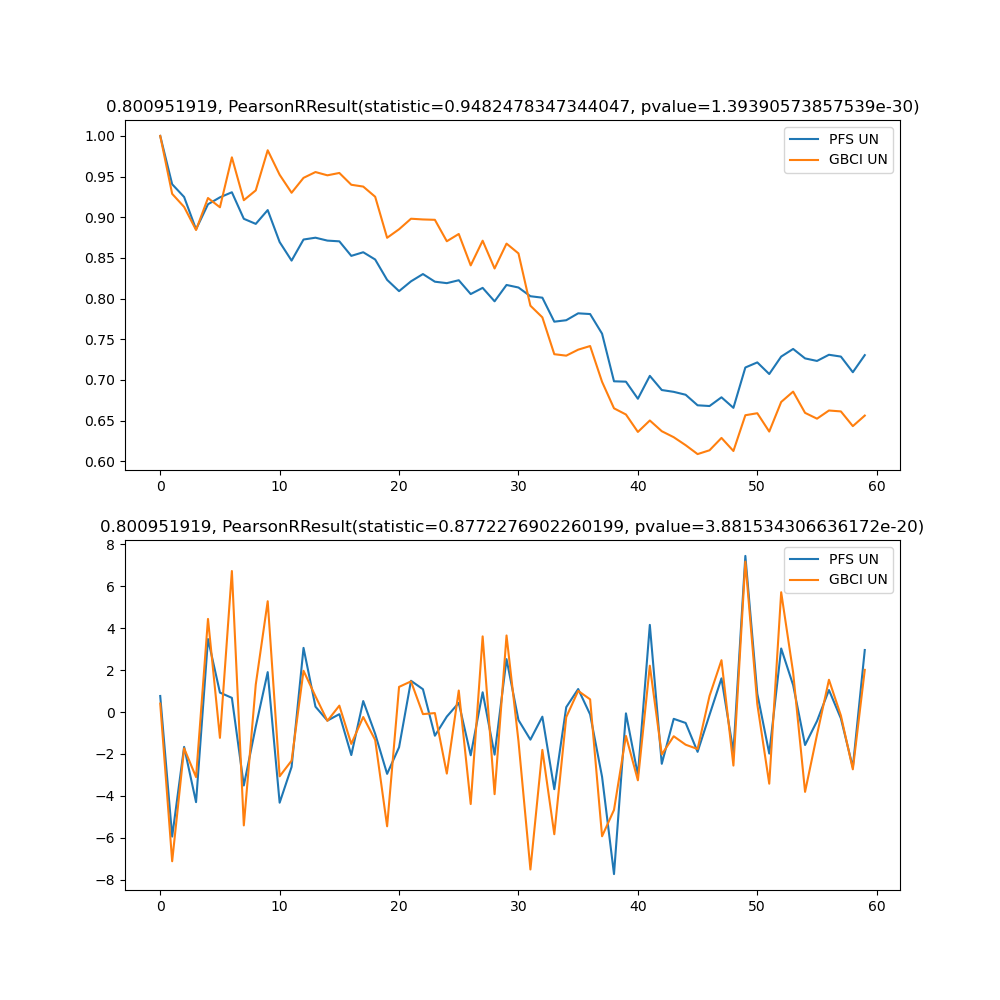 0.800951919, PearsonRResult(statistic=0.9482478347344047, pvalue=1.39390573857539e-30)
PFS UN
GBCI UN
1.00
0.95
0.90
0.85
0.80
0.75
0.70
0.65
0.60
0 10 20 30 40 50 60
0.800951919, PearsonRResult(statistic=0.8772276902260199, pvalue=3.881534306636172e-20)
PFS UN
GBCI UN
8
6
4
2
0
−2
−4
−6
−8
0 10 20 30 40 50 60